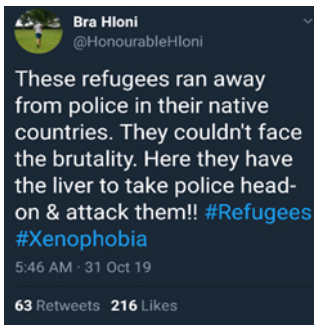 Bra Hloni
@HonourableHloni
These refugees ran away
from police in their native
countries. They couldn't face
the brutality. Here they have
the liver to take police head-
on & attack them!! #Refugees
#Xenophobia
5:46 AM · 31 Oct 19
63 Retweets 216 Likes